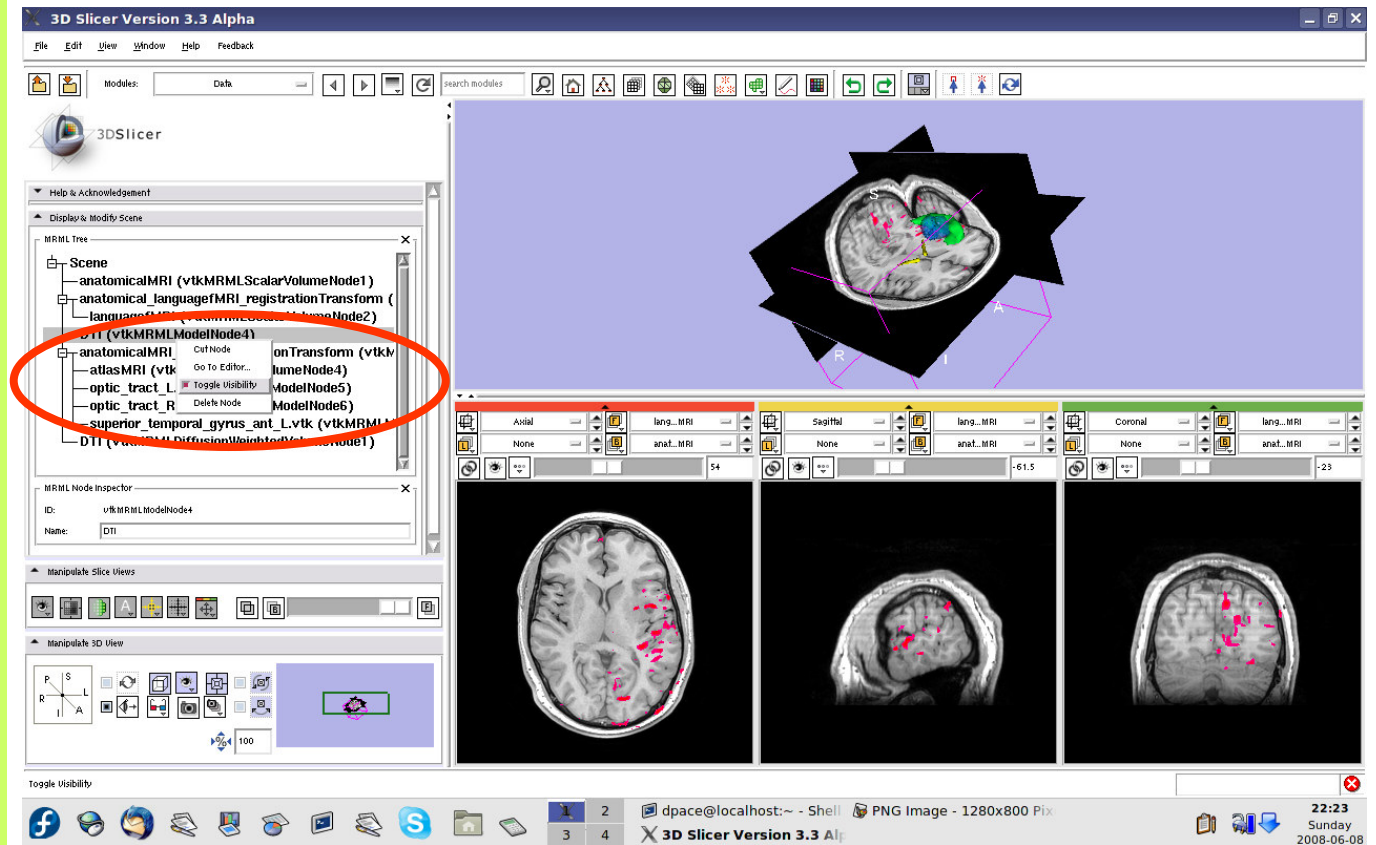 3D Slicer Version 3.3 Alpha
File Edit View Window Help Feedback
Modules: Data search modules
3DSlicer
Help & Acknowledgement
Display & Modify Scene
MRML Tree
Scene
anatomicalMRI (vtkMRMLScalarVolumeNode1)
anatomical_languagefMRI_registrationTransform (
languagefMRI (vtkMRMLScalarVolumeNode2)
DTI (vtkMRMLModelNode4)
anatomicalMRI_ onTransform (vtkM
atlasMRI (vtk lumeNode4)
optic_tract_L. ModelNode5)
optic_tract_R ModelNode6)
superior_temporal_gyrus_ant_L.vtk (vtkMRMLM
DTI (vtkMRMLDiffusionWeightedVolumeNode1)
Cut Node
Go To Editor...
Toggle Visibility
Delete Node
MRML Node Inspector
ID: vtkMRMLModelNode4
Name: DTI
Manipulate Slice Views
A B F
Manipulate 3D View
P S
R L
I A
% 100
S
A
R I
Axial F lang...MRI
None B anat...MRI
54
Sagittal F lang...MRI
None B anat...MRI
-61.5
Coronal F lang...MRI
None B anat...MRI
-23
Toggle Visibility
1 2
3 4
dpace@localhost:~ - Shell
PNG Image - 1280x800 Pix
3D Slicer Version 3.3 Alp
22:23
Sunday
2008-06-08